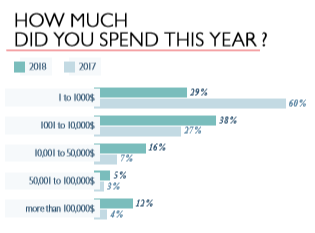 HOW MUCH
DID YOU SPEND THIS YEAR ?
2018 2017
1 to 1000$ 29%
60%
1001 to 10,000$ 38%
27%
10,001 to 50,000$ 16%
7%
50,001 to 100,000$ 5%
3%
more than 100,000$ 12%
4%